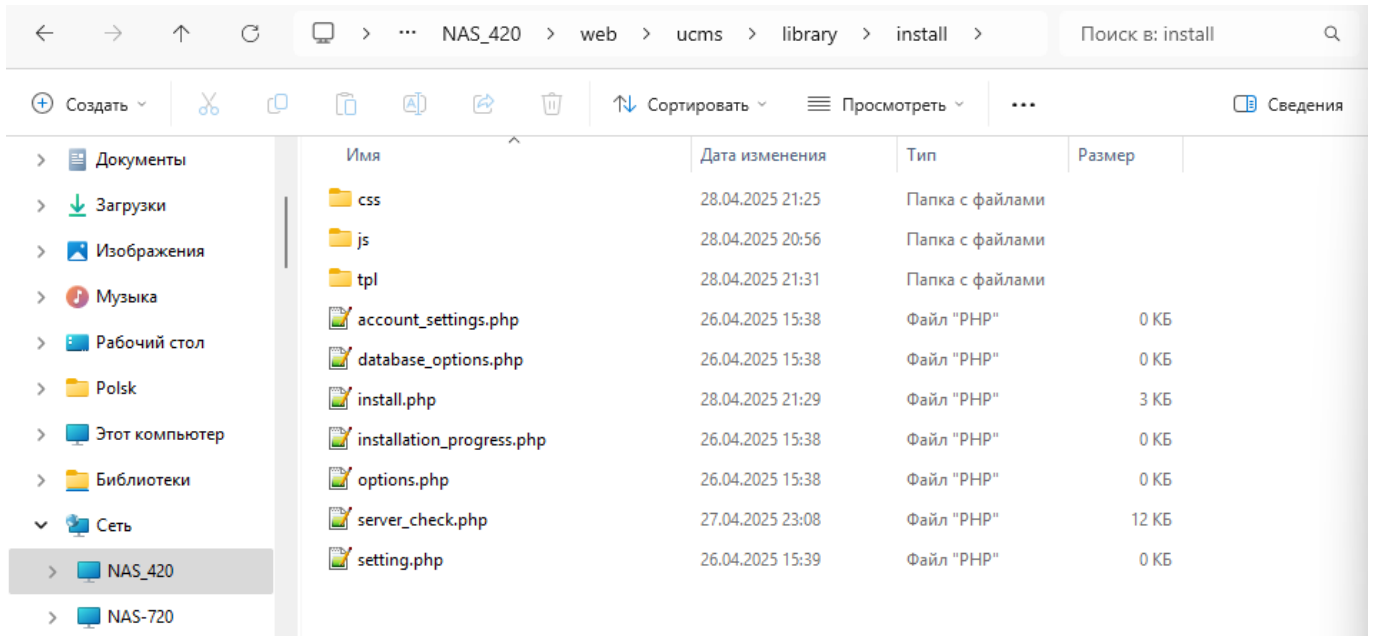 NAS_420 > web > ucms > library > install >
Поиск в: install
Создать
Сортировать
Просмотреть
Сведения
Документы
Загрузки
Изображения
Музыка
Рабочий стол
Polsk
Этот компьютер
Библиотеки
Сеть
NAS_420
NAS-720
Имя Дата изменения Тип Размер
css 28.04.2025 21:25 Папка с файлами
js 28.04.2025 20:56 Папка с файлами
tpl 28.04.2025 21:31 Папка с файлами
account_settings.php 26.04.2025 15:38 Файл "PHP" 0 КБ
database_options.php 26.04.2025 15:38 Файл "PHP" 0 КБ
install.php 28.04.2025 21:29 Файл "PHP" 3 КБ
installation_progress.php 26.04.2025 15:38 Файл "PHP" 0 КБ
options.php 26.04.2025 15:38 Файл "PHP" 0 КБ
server_check.php 27.04.2025 23:08 Файл "PHP" 12 КБ
setting.php 26.04.2025 15:39 Файл "PHP" 0 КБ